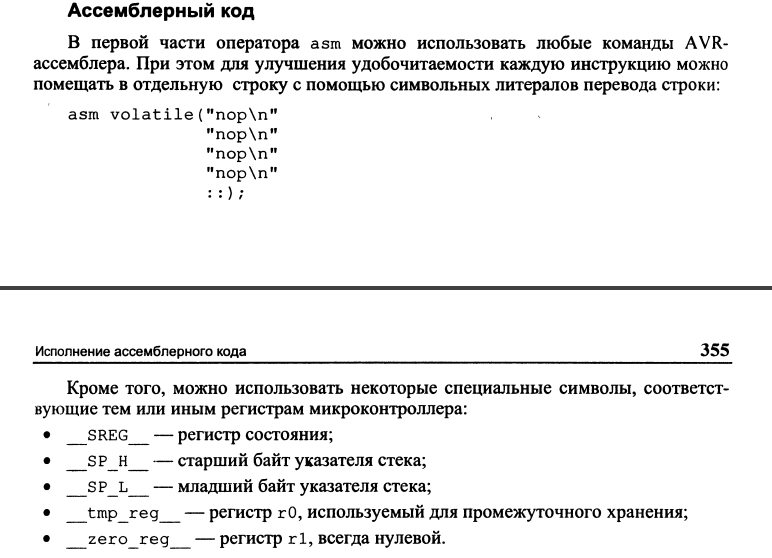 Ассемблерный код
В первой части оператора asm можно использовать любые команды AVR-
ассемблера. При этом для улучшения удобочитаемости каждую инструкцию можно
помещать в отдельную строку с помощью символьных литералов перевода строки:
asm volatile("nop\n"
"nop\n"
"nop\n"
"nop\n"
::);
Исполнение ассемблерного кода 355
Кроме того, можно использовать некоторые специальные символы, соответст-
вующие тем или иным регистрам микроконтроллера:
• __SREG__ — регистр состояния;
• __SP_H__ — старший байт указателя стека;
• __SP_L__ — младший байт указателя стека;
• __tmp_reg__ — регистр r0, используемый для промежуточного хранения;
• __zero_reg__ — регистр r1, всегда нулевой.